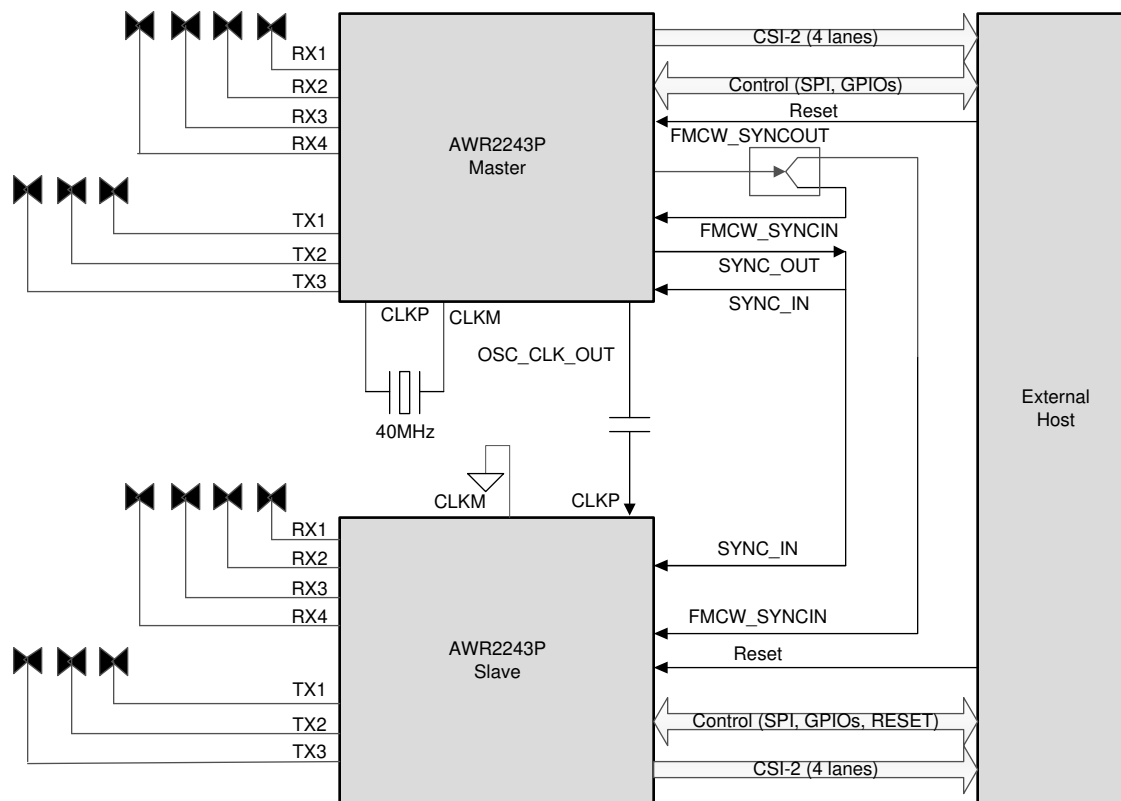 CSI-2 (4 lanes)
RX1
Control (SPI, GPIOs)
RX2
Reset
RX3
FMCW_SYNCOUT
RX4
AWR2243P
Master
TX1
FMCW_SYNCIN
TX2
SYNC_OUT
TX3
SYNC_IN
CLKP
CLKM
OSC_CLK_OUT
External
Host
40MHz
CLKM
CLKP
RX1
SYNC_IN
RX2
RX3
RX4
FMCW_SYNCIN
AWR2243P
Slave
Reset
TX1
TX2
Control (SPI, GPIOs, RESET)
TX3
CSI-2 (4 lanes)